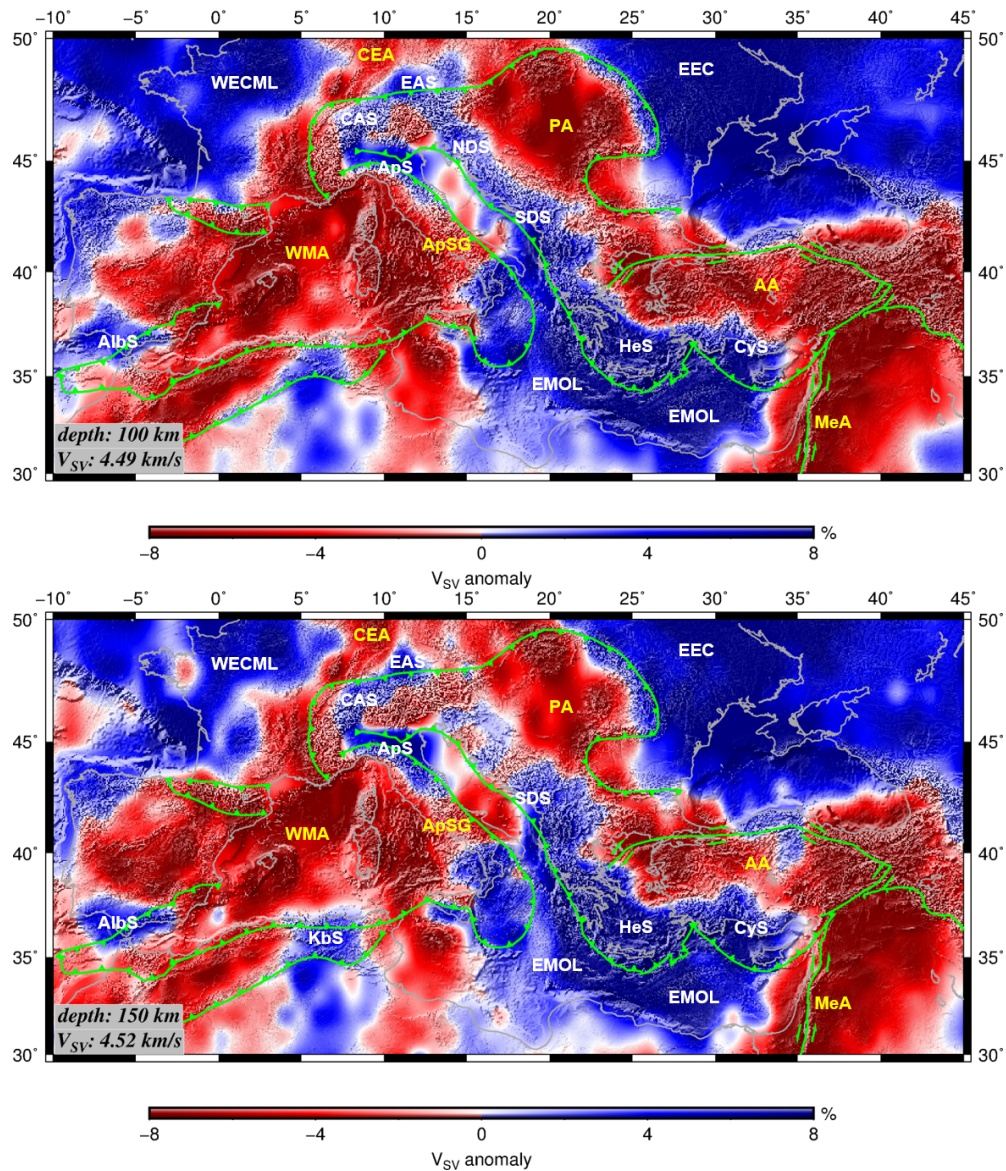 −10˚ −5˚ 0˚ 5˚ 10˚ 15˚ 20˚ 25˚ 30˚ 35˚ 40˚ 45˚
50˚ 50˚
CEA
WECML EAS EEC
CAS PA
NDS
45˚ 45˚
ApS
SDS
WMA ApSG
40˚ AA 40˚
AlbS HeS CyS
35˚ EMOL 35˚
EMOL MeA
depth: 100 km
V_SV: 4.49 km/s
30˚ 30˚
%
−8 −4 0 4 8
V_SV anomaly
−10˚ −5˚ 0˚ 5˚ 10˚ 15˚ 20˚ 25˚ 30˚ 35˚ 40˚ 45˚
50˚ 50˚
CEA
WECML EAS EEC
CAS PA
45˚ 45˚
ApS
SDS
WMA ApSG
40˚ AA 40˚
AlbS HeS CyS
KbS
35˚ EMOL 35˚
EMOL MeA
depth: 150 km
V_SV: 4.52 km/s
30˚ 30˚
%
−8 −4 0 4 8
V_SV anomaly